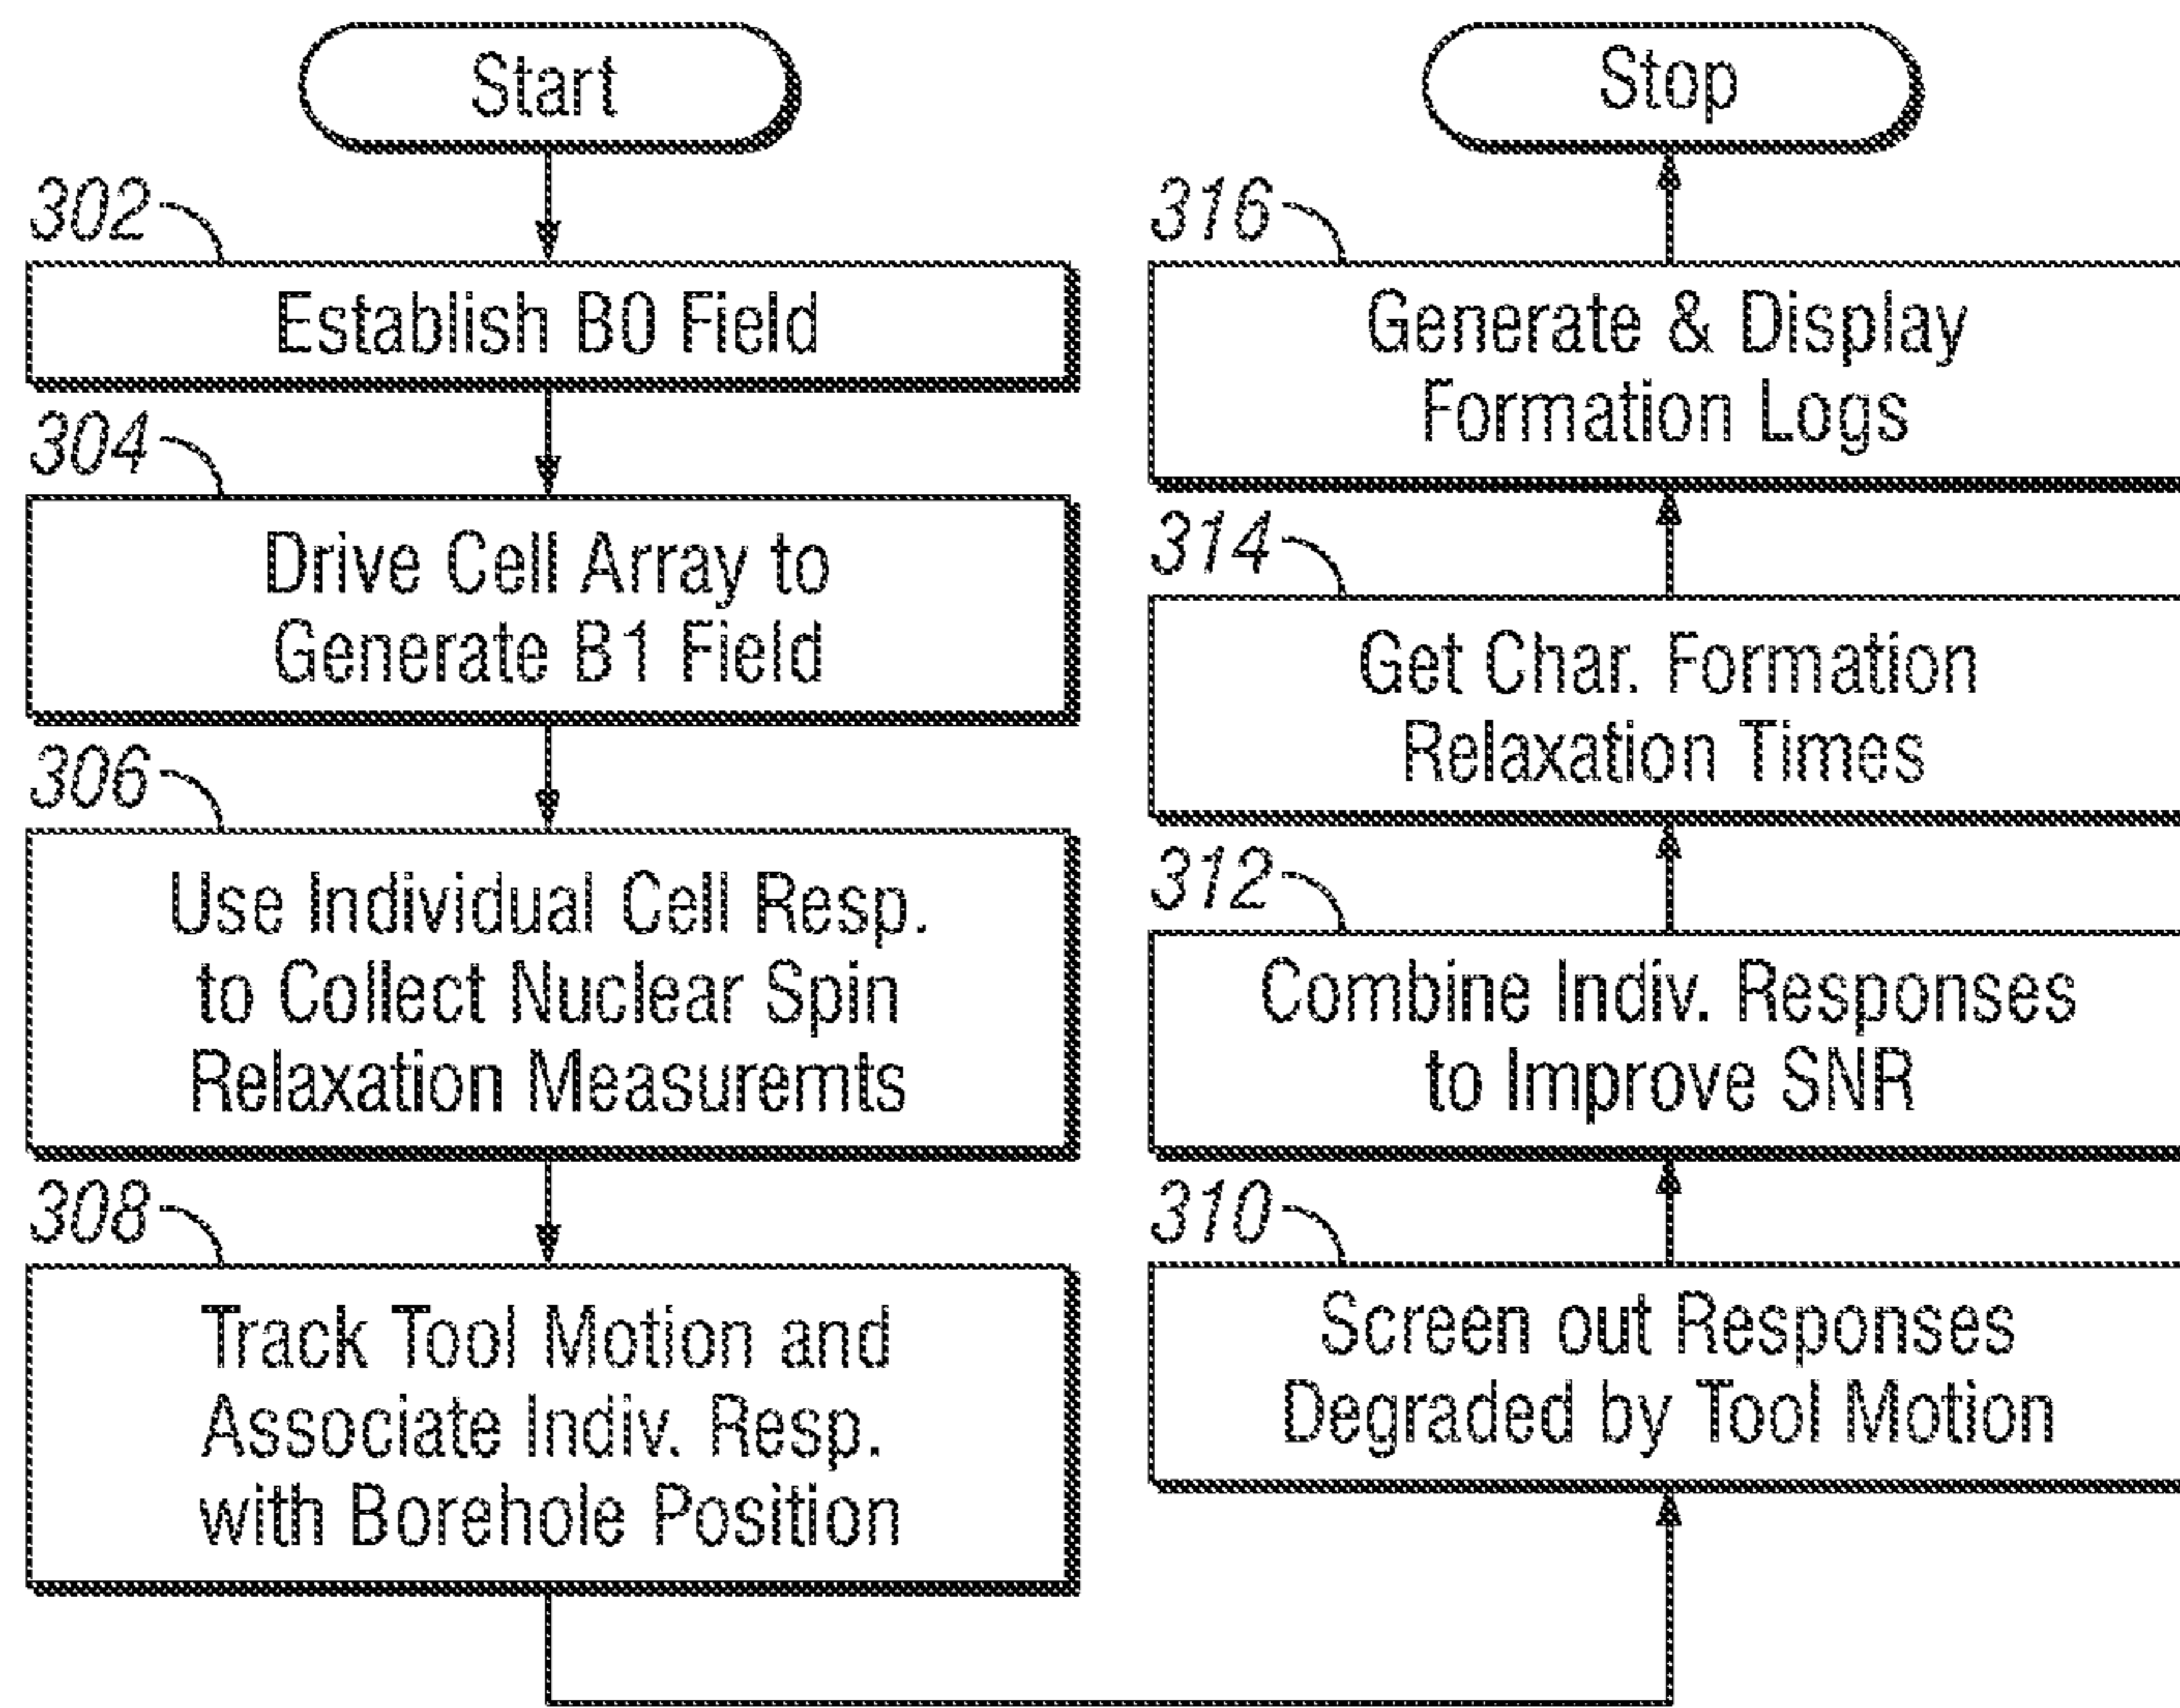 Start
302
Establish B0 Field
304
Drive Cell Array to
Generate B1 Field
306
Use Individual Cell Resp.
to Collect Nuclear Spin
Relaxation Measuremts
308
Track Tool Motion and
Associate Indiv. Resp.
with Borehole Position
310
Screen out Responses
Degraded by Tool Motion
312
Combine Indiv. Responses
to Improve SNR
314
Get Char. Formation
Relaxation Times
316
Generate & Display
Formation Logs
Stop